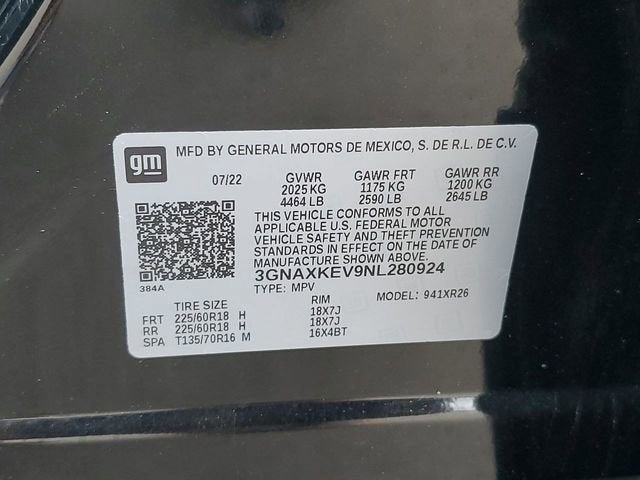 gm
MFD BY GENERAL MOTORS DE MEXICO, S. DE R.L. DE C.V.
07/22 GVWR GAWR FRT GAWR RR
2025 KG 1175 KG 1200 KG
4464 LB 2590 LB 2645 LB
THIS VEHICLE CONFORMS TO ALL
APPLICABLE U.S. FEDERAL MOTOR
VEHICLE SAFETY AND THEFT PREVENTION
STANDARDS IN EFFECT ON THE DATE OF
MANUFACTURE SHOWN ABOVE.
3GNAXKEV9NL280924
384A
TYPE: MPV MODEL: 941XR26
TIRE SIZE RIM
FRT 225/60R18 H 18X7J
RR 225/60R18 H 18X7J
SPA T135/70R16 M 16X4BT